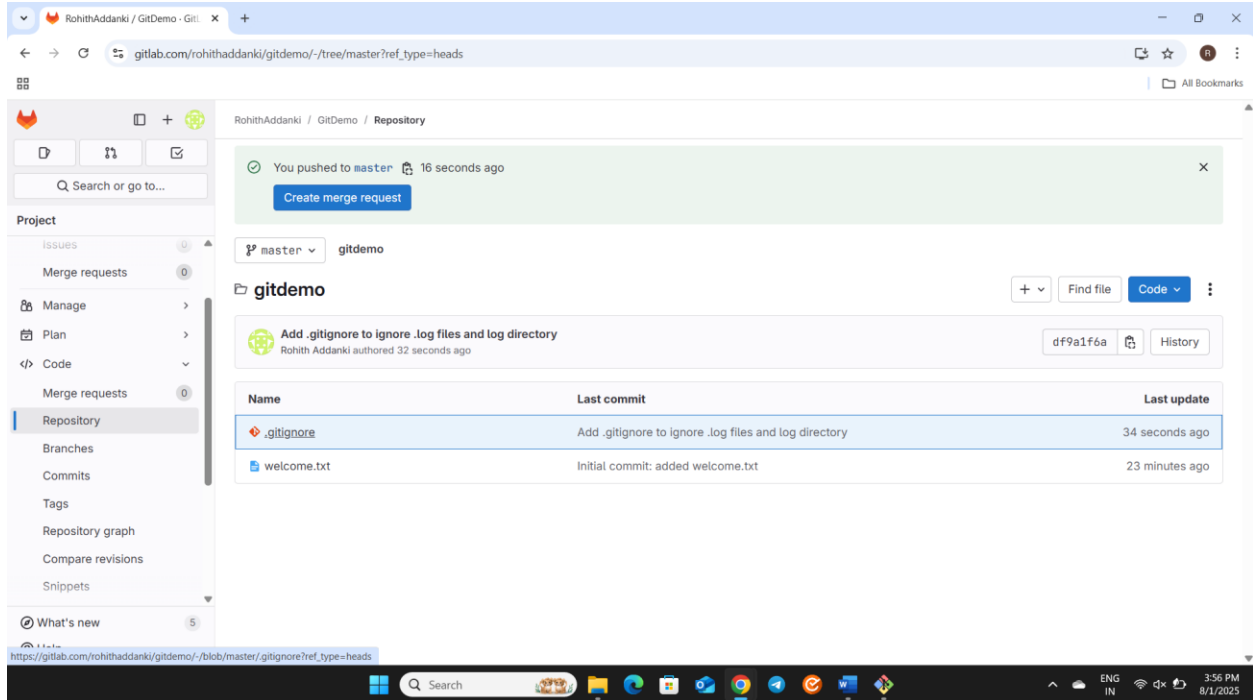 RohithAddanki / GitDemo · GitL
gitlab.com/rohithaddanki/gitdemo/-/tree/master?ref_type=heads
R
All Bookmarks
RohithAddanki / GitDemo / Repository
You pushed to master 16 seconds ago
Create merge request
Search or go to...
Project
Issues 0
Merge requests 0
Manage
Plan
Code
Merge requests 0
Repository
Branches
Commits
Tags
Repository graph
Compare revisions
Snippets
What's new 5
Help
master gitdemo
gitdemo
Find file Code
Add .gitignore to ignore .log files and log directory
Rohith Addanki authored 32 seconds ago
df9a1f6a History
Name Last commit Last update
.gitignore Add .gitignore to ignore .log files and log directory 34 seconds ago
welcome.txt Initial commit: added welcome.txt 23 minutes ago
https://gitlab.com/rohithaddanki/gitdemo/-/blob/master/.gitignore?ref_type=heads
Search
ENG
IN
3:56 PM
8/1/2025